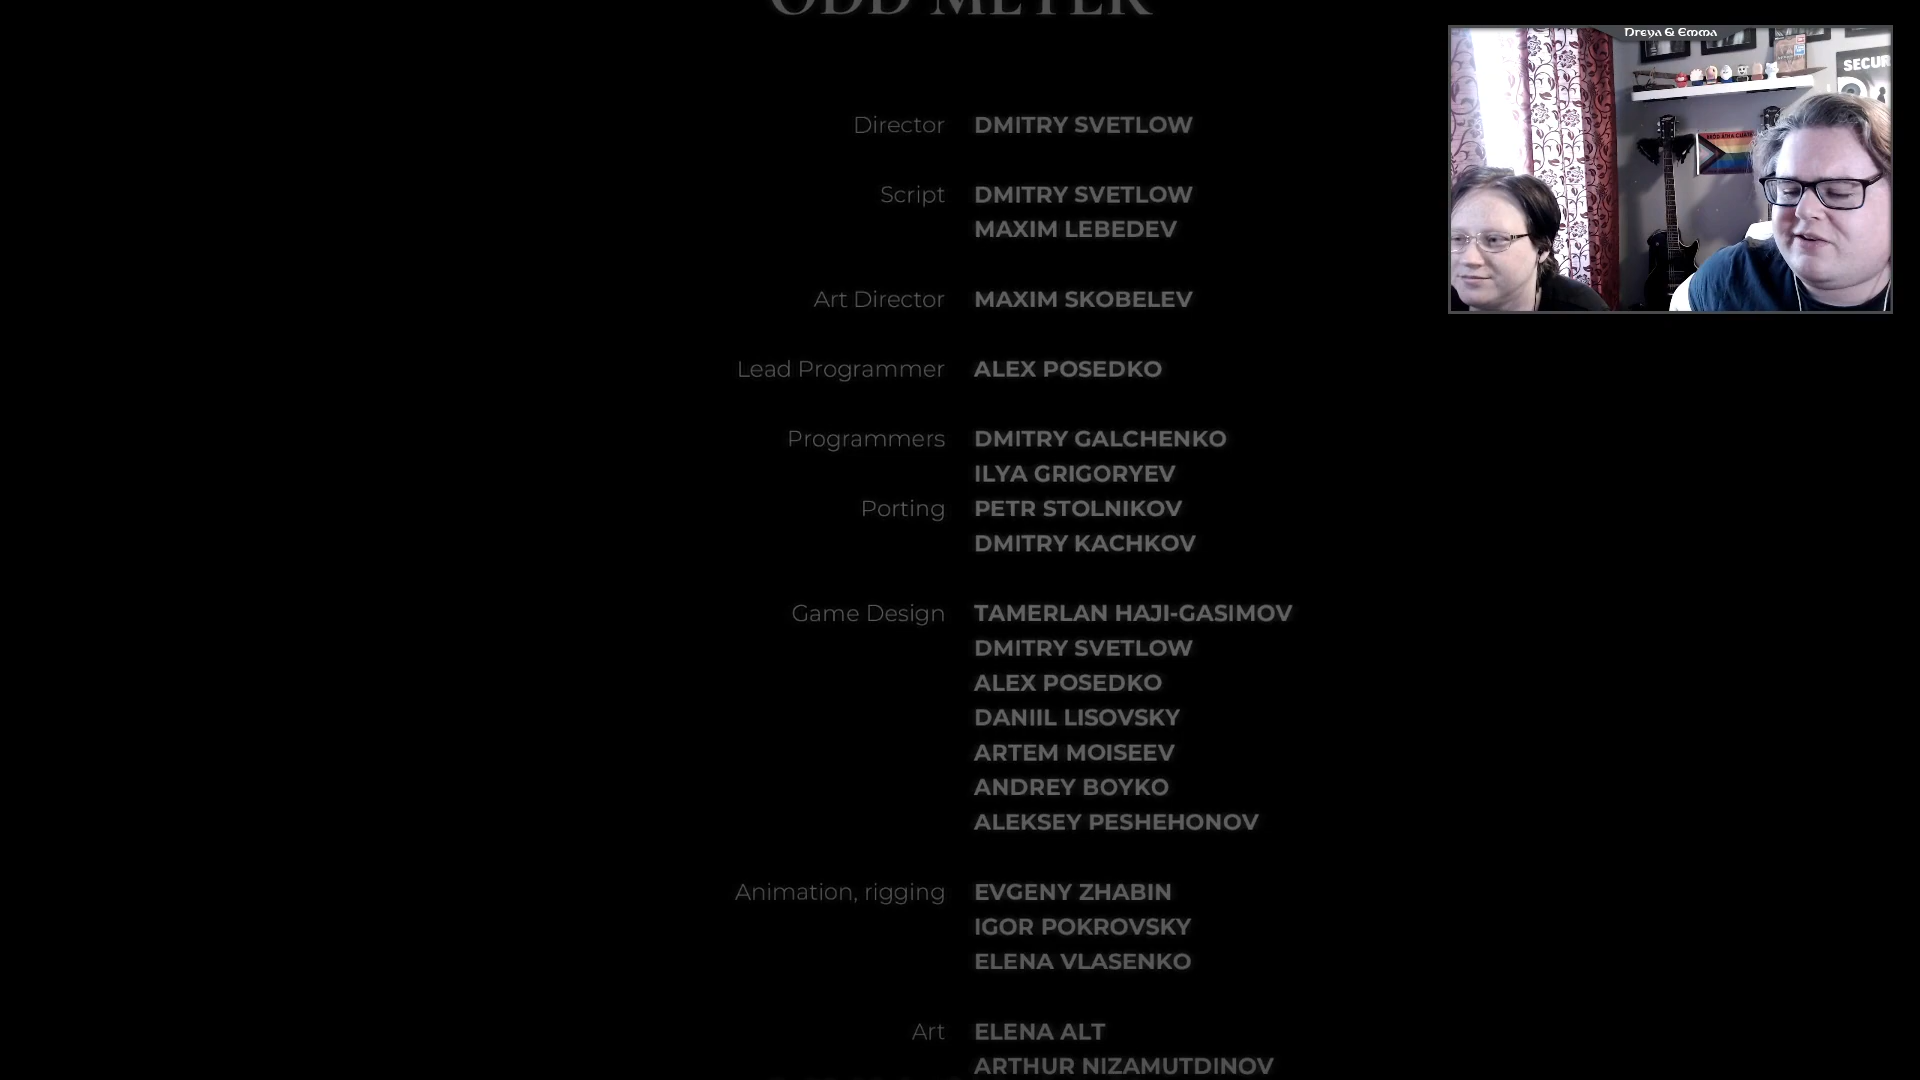 ODD METER
Dreya & Emma
SECUR
Director DMITRY SVETLOW
Script DMITRY SVETLOW
MAXIM LEBEDEV
Art Director MAXIM SKOBELEV
Lead Programmer ALEX POSEDKO
Programmers DMITRY GALCHENKO
ILYA GRIGORYEV
Porting PETR STOLNIKOV
DMITRY KACHKOV
Game Design TAMERLAN HAJI-GASIMOV
DMITRY SVETLOW
ALEX POSEDKO
DANIIL LISOVSKY
ARTEM MOISEEV
ANDREY BOYKO
ALEKSEY PESHEHONOV
Animation, rigging EVGENY ZHABIN
IGOR POKROVSKY
ELENA VLASENKO
Art ELENA ALT
ARTHUR NIZAMUTDINOV